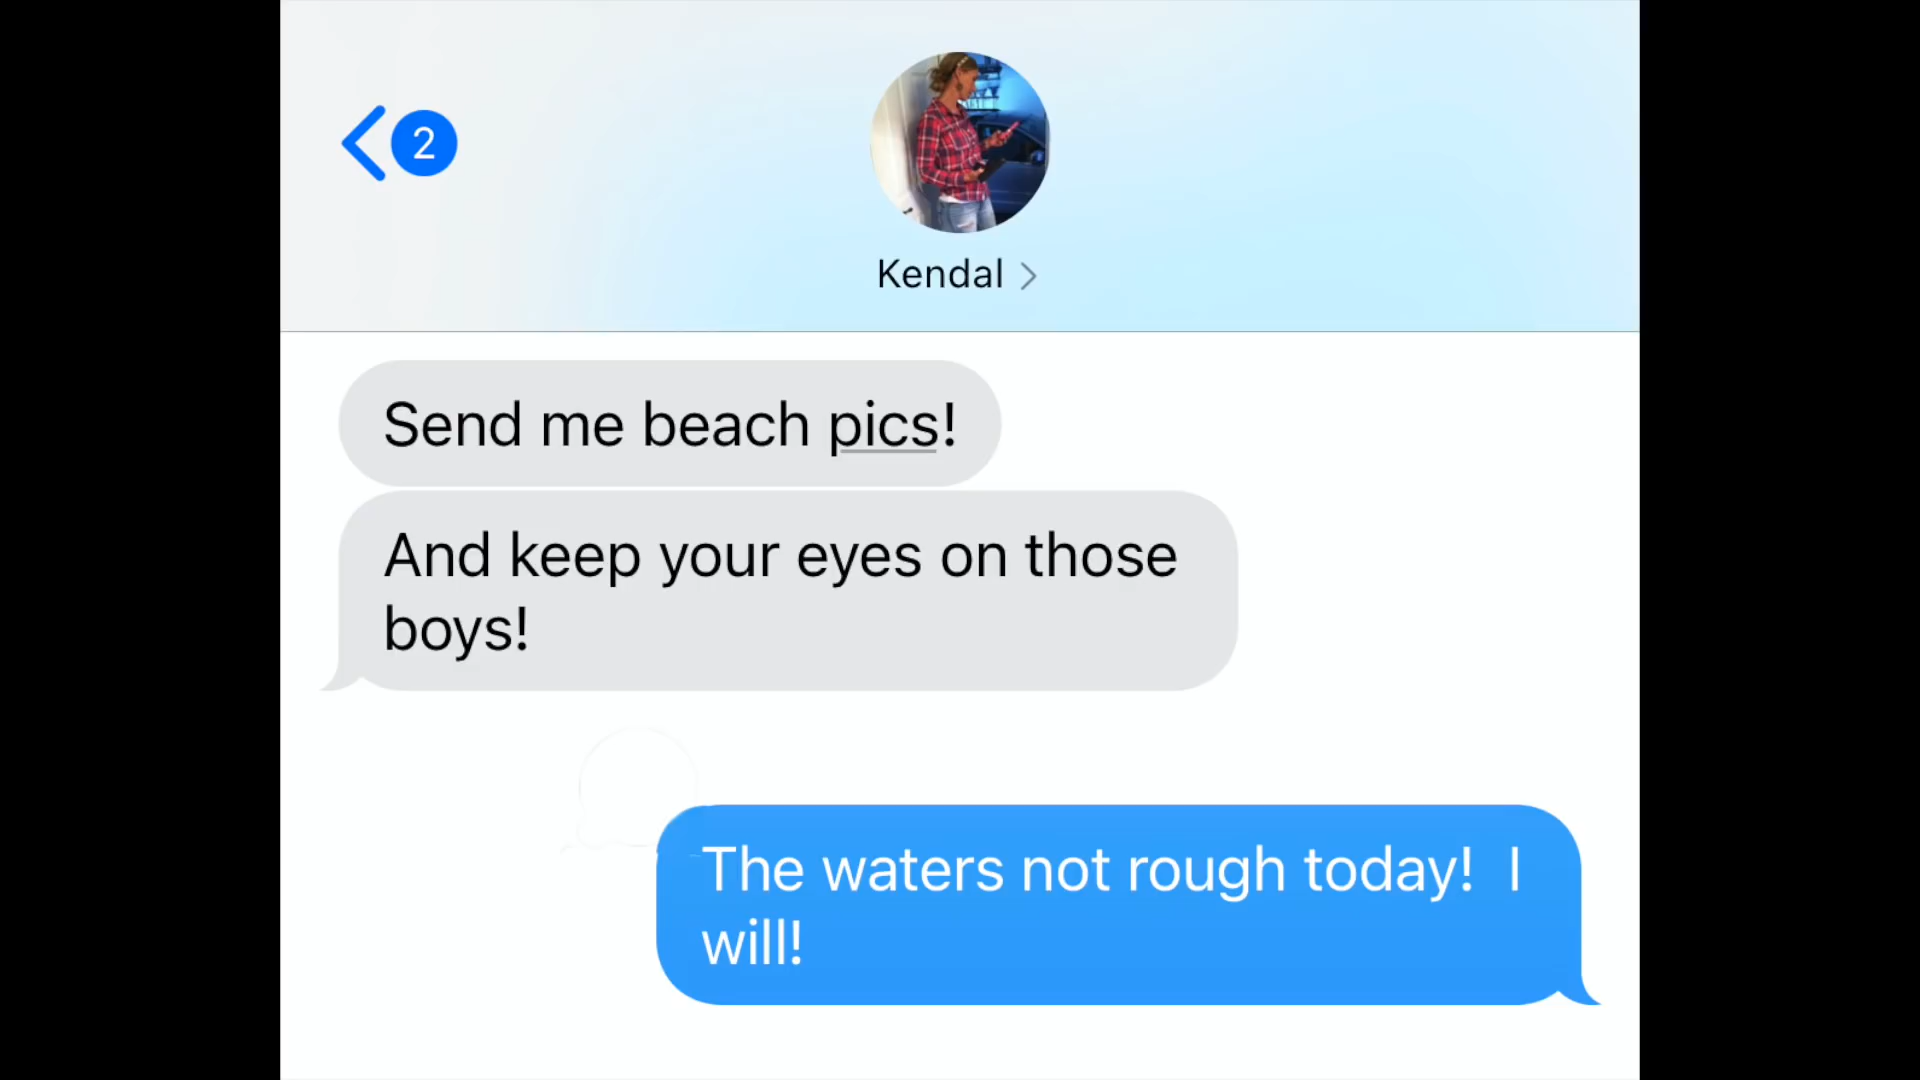 2
Kendal
Send me beach pics!
And keep your eyes on those
boys!
The waters not rough today!  I
will!